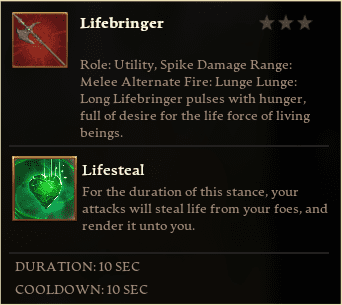 Lifebringer
Role: Utility, Spike Damage Range:
Melee Alternate Fire: Lunge Lunge:
Long Lifebringer pulses with hunger,
full of desire for the life force of living
beings.
Lifesteal
For the duration of this stance, your
attacks will steal life from your foes, and
render it unto you.
DURATION: 10 SEC
COOLDOWN: 10 SEC